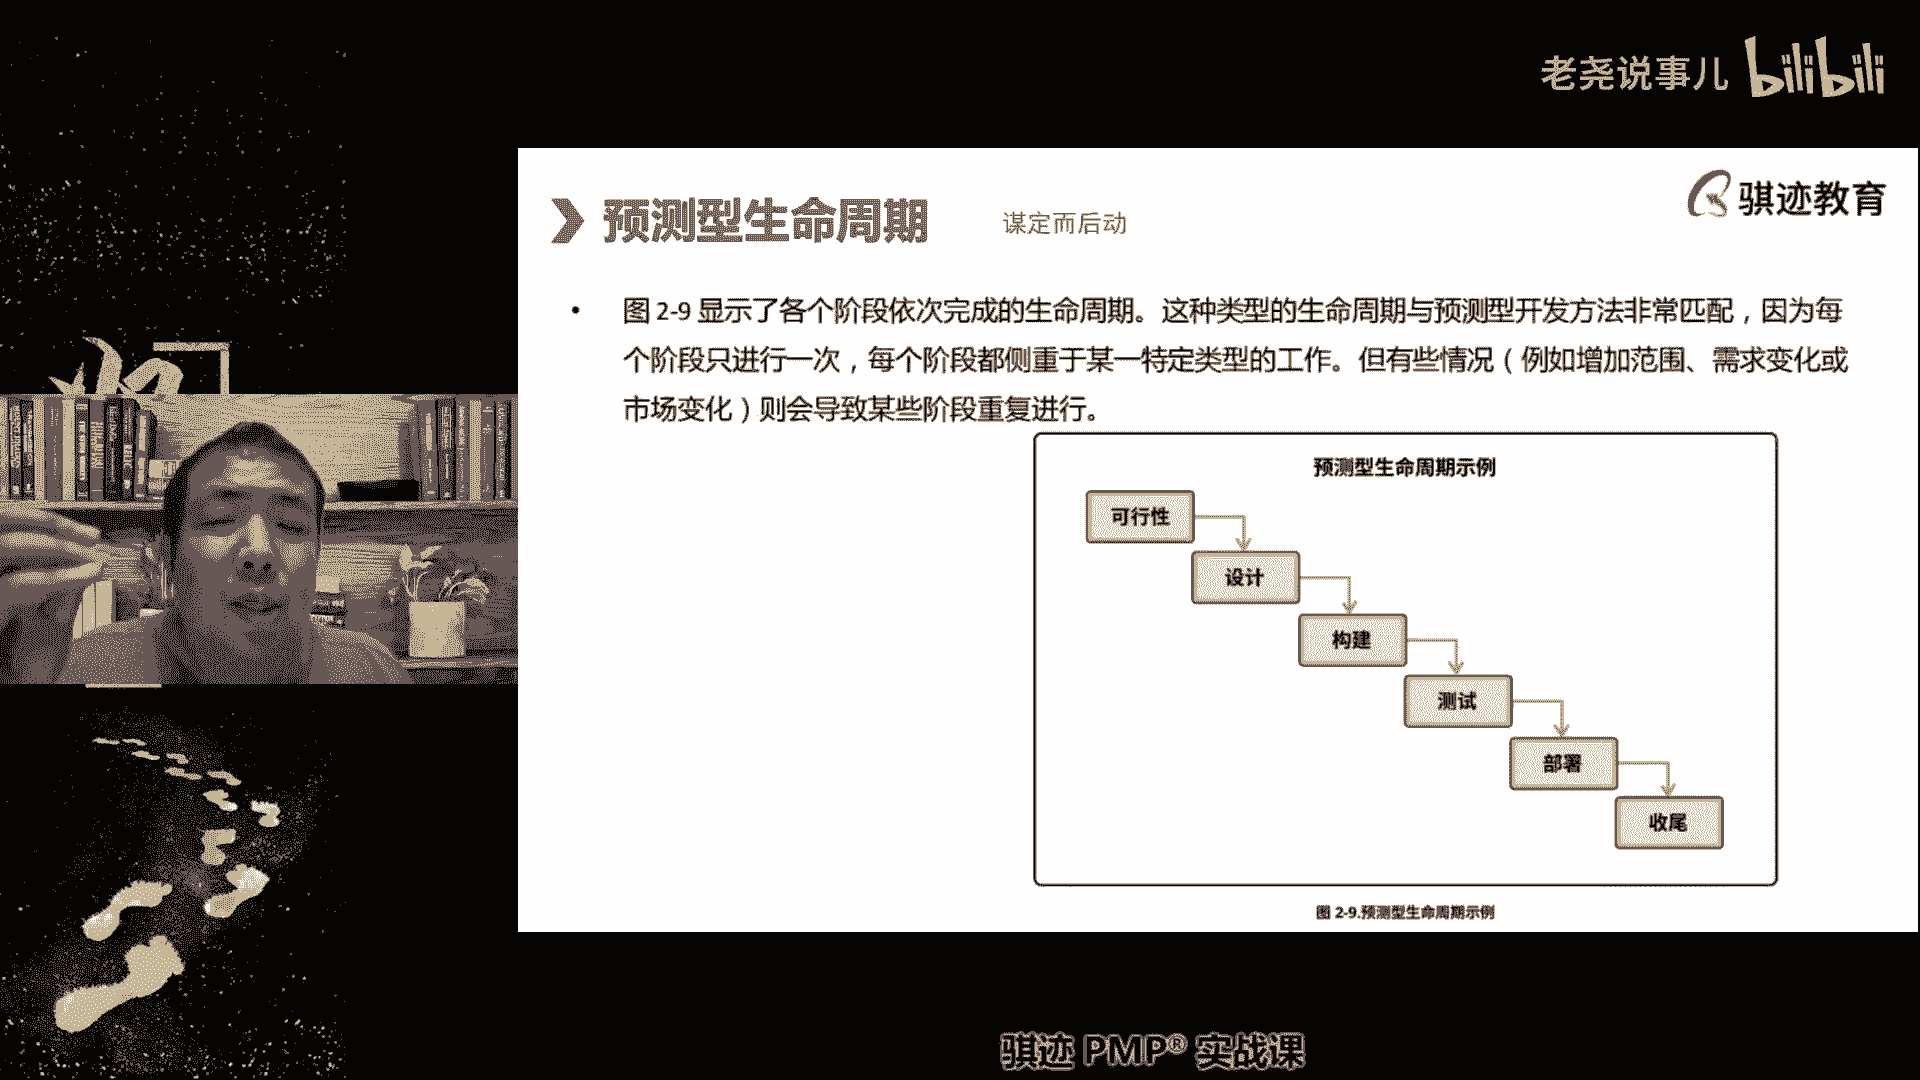 老尧说事儿 bilibili
骐迹教育
预测型生命周期 谋定而后动
• 图 2-9 显示了各个阶段依次完成的生命周期。这种类型的生命周期与预测型开发方法非常匹配，因为每
个阶段只进行一次，每个阶段都侧重于某一特定类型的工作。但有些情况（例如增加范围、需求变化或
市场变化）则会导致某些阶段重复进行。
预测型生命周期示例
可行性
设计
构建
测试
部署
收尾
图 2-9.预测型生命周期示例
骐迹 PMP® 实战课